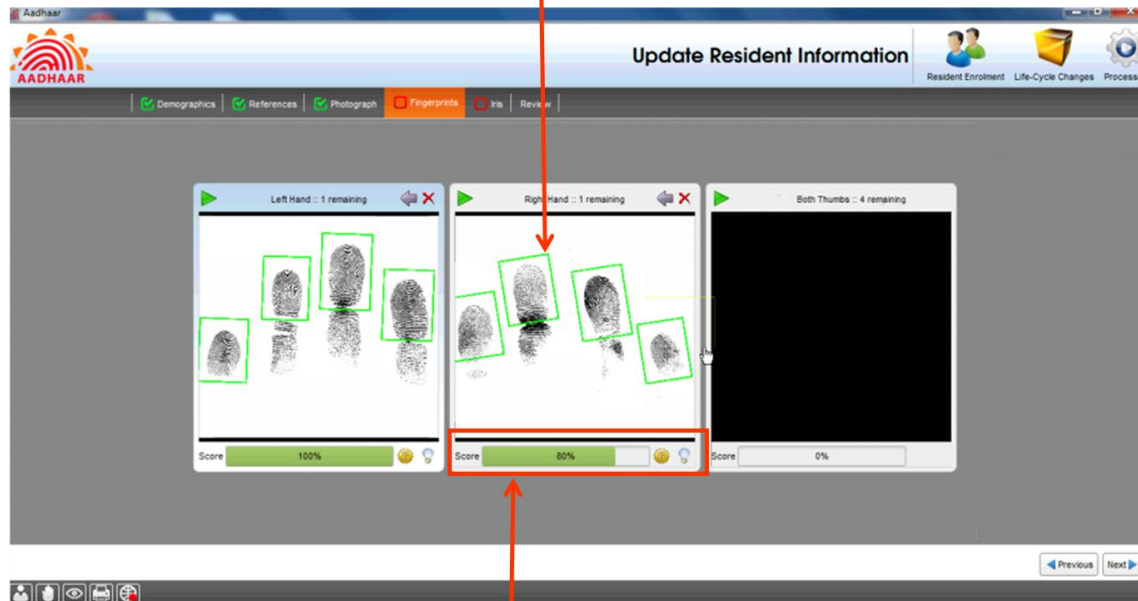 Aadhaar
AADHAAR
Update Resident Information
Resident Enrolment Life-Cycle Changes Process
Demographics References Photograph Fingerprints Iris Review
Left Hand :: 1 remaining
Right Hand :: 1 remaining
Both Thumbs :: 4 remaining
Score 100%
Score 80%
Score 0%
Previous Next